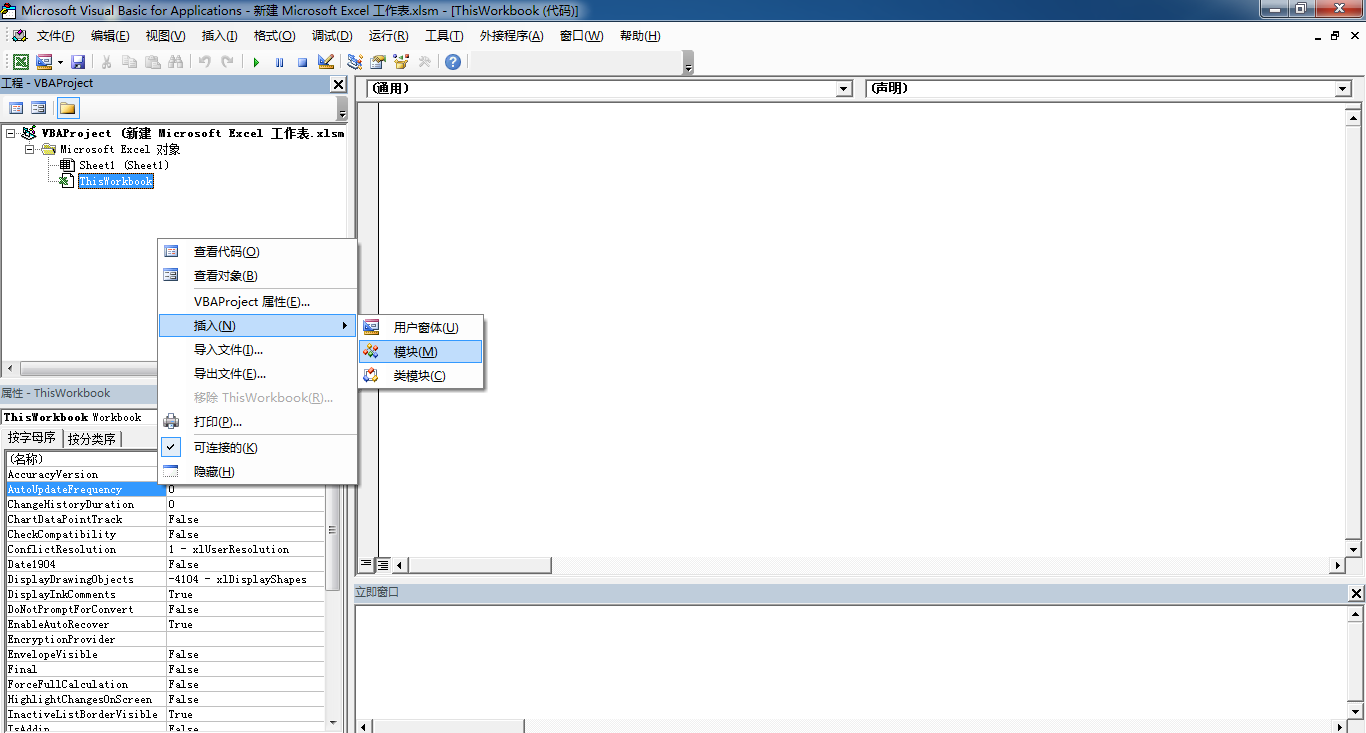 Microsoft Visual Basic for Applications - 新建 Microsoft Excel 工作表.xlsm - [ThisWorkbook (代码)]
文件(F) 编辑(E) 视图(V) 插入(I) 格式(O) 调试(D) 运行(R) 工具(T) 外接程序(A) 窗口(W) 帮助(H)
工程 - VBAProject
(通用) (声明)
VBAProject (新建 Microsoft Excel 工作表.xlsm
Microsoft Excel 对象
Sheet1 (Sheet1)
ThisWorkbook
查看代码(O)
查看对象(B)
VBAProject 属性(E)...
插入(N)
导入文件(I)...
导出文件(E)...
移除 ThisWorkbook(R)...
打印(P)...
可连接的(K)
隐藏(H)
用户窗体(U)
模块(M)
类模块(C)
属性 - ThisWorkbook
ThisWorkbook Workbook
按字母序 按分类序
(名称)
AccuracyVersion
AutoUpdateFrequency 0
ChangeHistoryDuration 0
ChartDataPointTrack False
CheckCompatibility False
ConflictResolution 1 - xlUserResolution
Date1904 False
DisplayDrawingObjects -4104 - xlDisplayShapes
DisplayInkComments True
DoNotPromptForConvert False
EnableAutoRecover True
EncryptionProvider
EnvelopeVisible False
Final False
ForceFullCalculation False
HighlightChangesOnScreen False
InactiveListBorderVisible True
IsAddin False
立即窗口